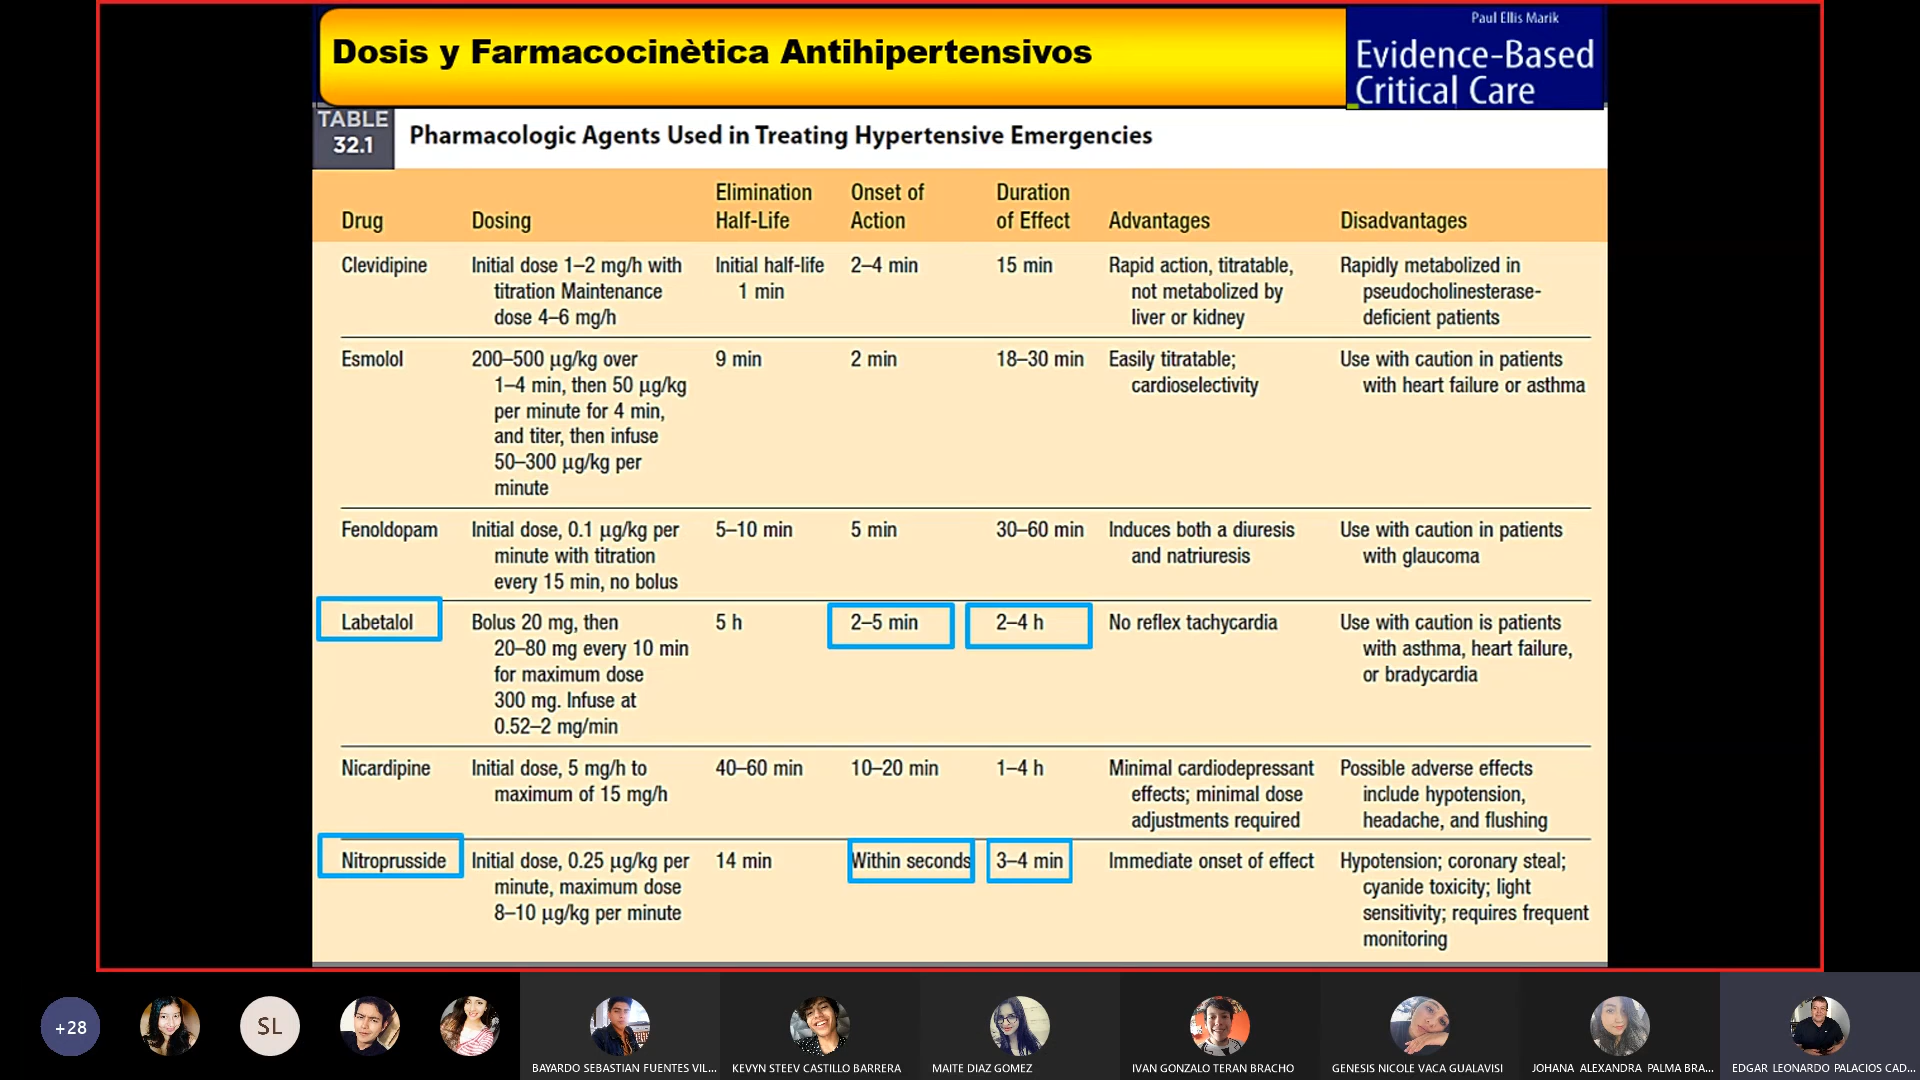 Dosis y Farmacocinètica Antihipertensivos
Paul Ellis Marik
Evidence-Based
Critical Care
TABLE
32.1
Pharmacologic Agents Used in Treating Hypertensive Emergencies
Drug
Dosing
Elimination
Half-Life
Onset of
Action
Duration
of Effect
Advantages
Disadvantages
Clevidipine
Initial dose 1–2 mg/h with
titration Maintenance
dose 4–6 mg/h
Initial half-life
1 min
2–4 min
15 min
Rapid action, titratable,
not metabolized by
liver or kidney
Rapidly metabolized in
pseudocholinesterase-
deficient patients
Esmolol
200–500 µg/kg over
1–4 min, then 50 µg/kg
per minute for 4 min,
and titer, then infuse
50–300 µg/kg per
minute
9 min
2 min
18–30 min
Easily titratable;
cardioselectivity
Use with caution in patients
with heart failure or asthma
Fenoldopam
Initial dose, 0.1 µg/kg per
minute with titration
every 15 min, no bolus
5–10 min
5 min
30–60 min
Induces both a diuresis
and natriuresis
Use with caution in patients
with glaucoma
Labetalol
Bolus 20 mg, then
20–80 mg every 10 min
for maximum dose
300 mg. Infuse at
0.52–2 mg/min
5 h
2–5 min
2–4 h
No reflex tachycardia
Use with caution is patients
with asthma, heart failure,
or bradycardia
Nicardipine
Initial dose, 5 mg/h to
maximum of 15 mg/h
40–60 min
10–20 min
1–4 h
Minimal cardiodepressant
effects; minimal dose
adjustments required
Possible adverse effects
include hypotension,
headache, and flushing
Nitroprusside
Initial dose, 0.25 µg/kg per
minute, maximum dose
8–10 µg/kg per minute
14 min
Within seconds
3–4 min
Immediate onset of effect
Hypotension; coronary steal;
cyanide toxicity; light
sensitivity; requires frequent
monitoring
+28
SL
BAYARDO SEBASTIAN FUENTES VIL...
KEVYN STEEV CASTILLO BARRERA
MAITE DIAZ GOMEZ
IVAN GONZALO TERAN BRACHO
GENESIS NICOLE VACA GUALAVISI
JOHANA ALEXANDRA PALMA BRA...
EDGAR LEONARDO PALACIOS CAD...